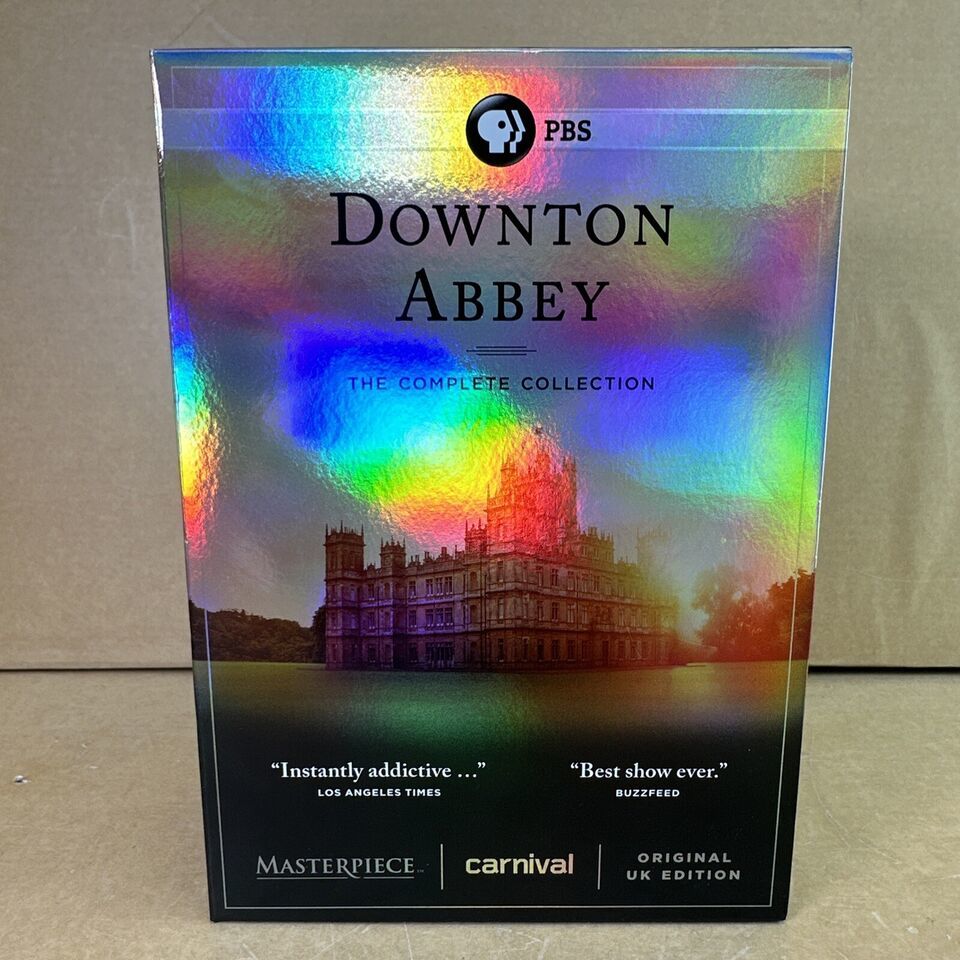 PBS
DOWNTON
ABBEY
THE COMPLETE COLLECTION
“Instantly addictive ...”
LOS ANGELES TIMES
“Best show ever.”
BUZZFEED
MASTERPIECE™
carnival
ORIGINAL
UK EDITION